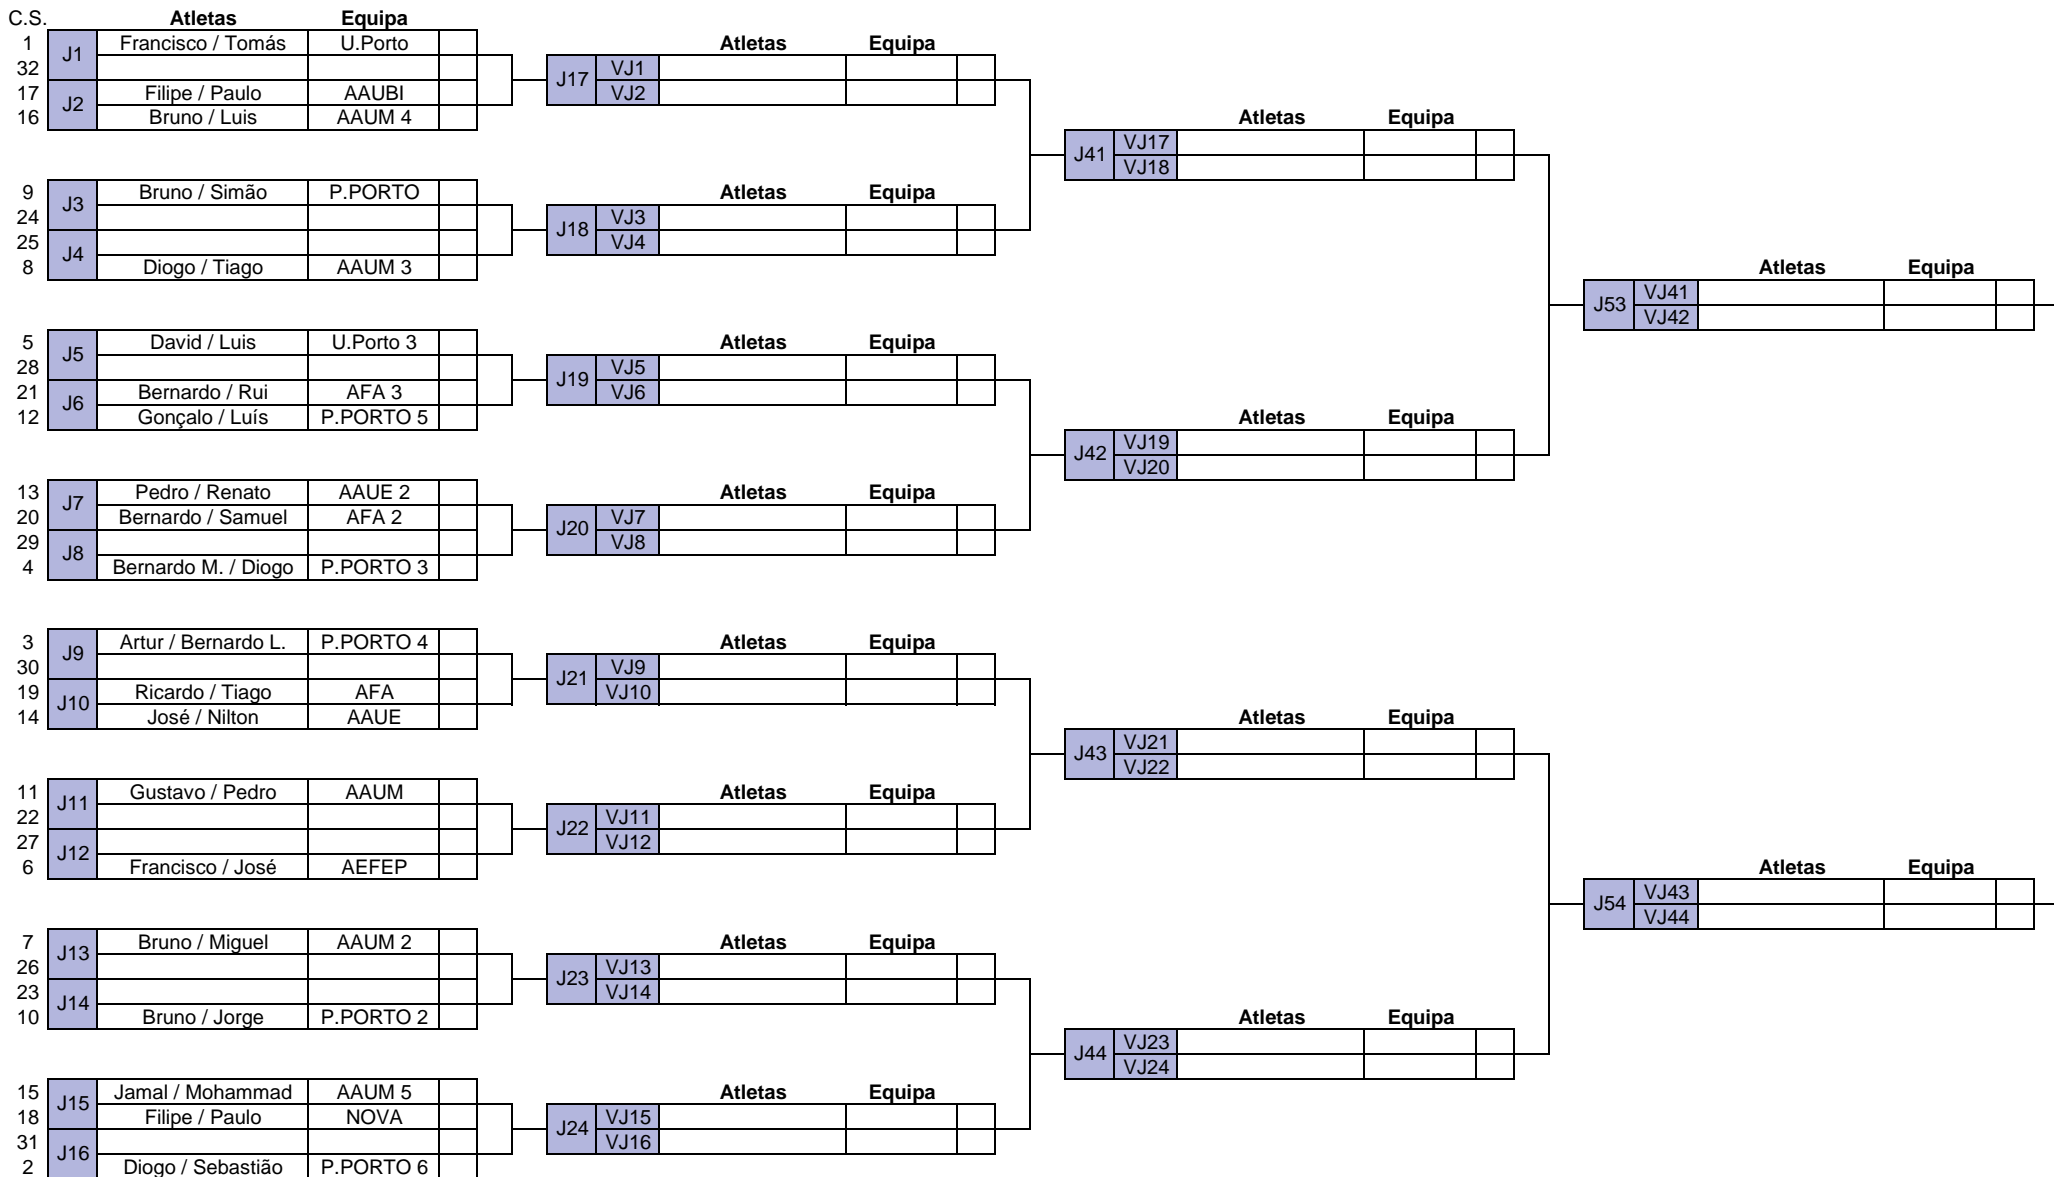 C.S. Atletas Equipa
1 J1 Francisco / Tomás U.Porto
32
17 J2 Filipe / Paulo AAUBI
16 Bruno / Luis AAUM 4
9 J3 Bruno / Simão P.PORTO
24
25 J4
8 Diogo / Tiago AAUM 3
5 J5 David / Luis U.Porto 3
28
21 J6 Bernardo / Rui AFA 3
12 Gonçalo / Luís P.PORTO 5
13 J7 Pedro / Renato AAUE 2
20 Bernardo / Samuel AFA 2
29 J8
4 Bernardo M. / Diogo P.PORTO 3
3 J9 Artur / Bernardo L. P.PORTO 4
30
19 J10 Ricardo / Tiago AFA
14 José / Nilton AAUE
11 J11 Gustavo / Pedro AAUM
22
27 J12
6 Francisco / José AEFEP
7 J13 Bruno / Miguel AAUM 2
26
23 J14
10 Bruno / Jorge P.PORTO 2
15 J15 Jamal / Mohammad AAUM 5
18 Filipe / Paulo NOVA
31 J16
2 Diogo / Sebastião P.PORTO 6
Atletas Equipa
J17 VJ1
VJ2
Atletas Equipa
J18 VJ3
VJ4
Atletas Equipa
J19 VJ5
VJ6
Atletas Equipa
J20 VJ7
VJ8
Atletas Equipa
J21 VJ9
VJ10
Atletas Equipa
J22 VJ11
VJ12
Atletas Equipa
J23 VJ13
VJ14
Atletas Equipa
J24 VJ15
VJ16
Atletas Equipa
J41 VJ17
VJ18
Atletas Equipa
J42 VJ19
VJ20
Atletas Equipa
J43 VJ21
VJ22
Atletas Equipa
J44 VJ23
VJ24
Atletas Equipa
J53 VJ41
VJ42
Atletas Equipa
J54 VJ43
VJ44